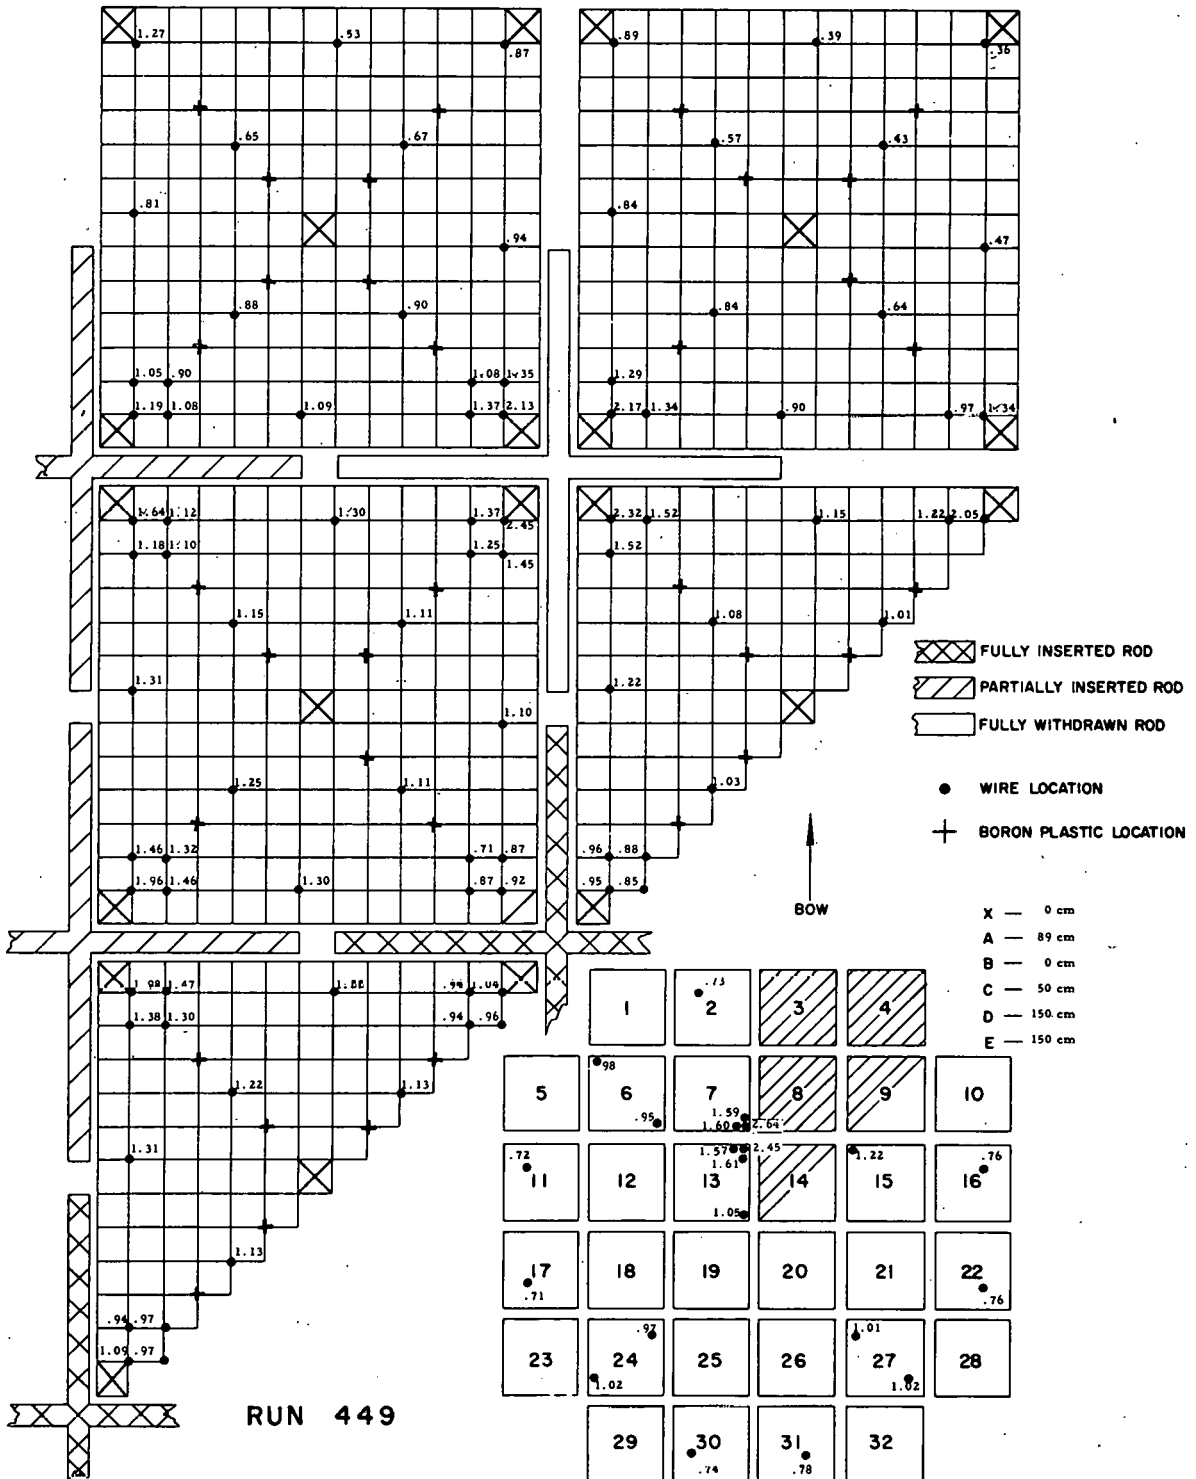 1.27 .53 .87
.89 .39 .36
.65 .67
.57 .43
.81
.84
.94
.47
.88 .90
.84 .64
1.05 .90 1.08 1.35
1.29
1.19 1.08 1.09 1.37 2.13
2.17 1.34 .90 .97 1.34
1.64 1.12 1.30 1.37 2.45
2.32 1.52 1.15 1.22 2.05
1.18 1.10 1.25 1.45
1.52
1.15 1.11
1.08 1.01
1.31
1.22
1.10
1.25 1.11
1.03
1.46 1.32 .71 .87
.96 .88
1.96 1.46 1.30 .87 .92
.95 .85
FULLY INSERTED ROD
PARTIALLY INSERTED ROD
FULLY WITHDRAWN ROD
WIRE LOCATION
BORON PLASTIC LOCATION
BOW
X — 0 cm
A — 89 cm
B — 0 cm
C — 50 cm
D — 150 cm
E — 150 cm
1.98 1.47 .94 1.04
1.38 1.30 .94 .96
1.22 1.13
1.31
1.13
.94 .97
1.09 .97
1 2 .73 3 4
5 6 .98 .95 7 1.59 1.60 2.64 8 9 10
11 .72 12 13 1.57 2.45 1.61 1.05 14 15 1.22 16 .76
17 .71 18 19 20 21 22 .76
23 24 .97 1.02 25 26 27 1.01 1.02 28
29 30 .74 31 .78 32
RUN 449